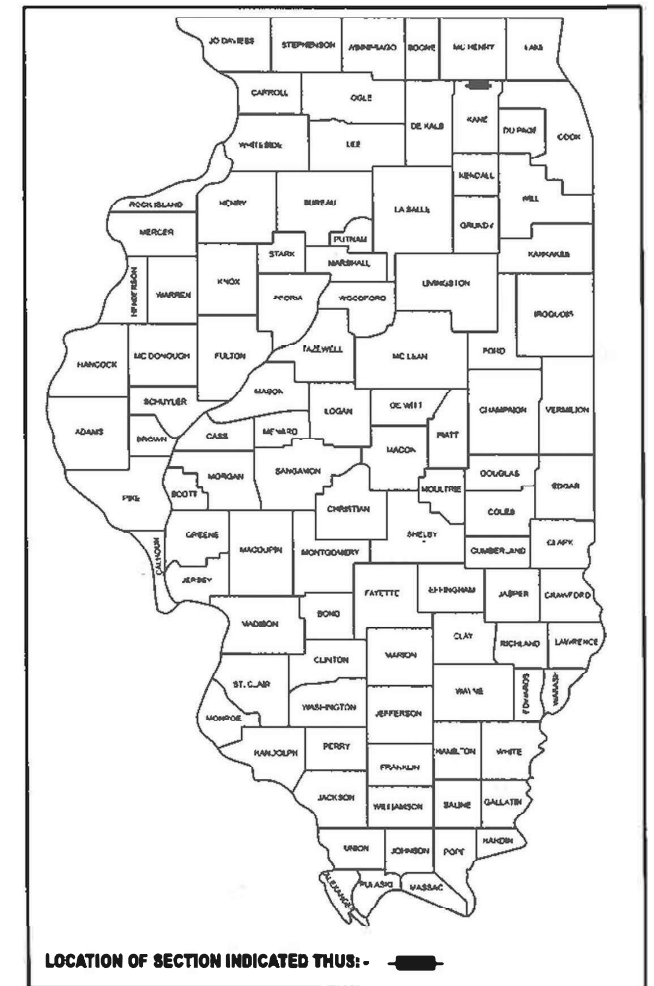 JO DAVIESS STEPHENSON WINNEBAGO BOONE MC HENRY LAKE
CARROLL OGLE DE KALB KANE DU PAGE COOK
WHITESIDE LEE KENDALL
ROCK ISLAND HENRY BUREAU LA SALLE WILL
MERCER PUTNAM GRUNDY
STARK MARSHALL KANKAKEE
HENDERSON WARREN KNOX PEORIA WOODFORD LIVINGSTON IROQUOIS
HANCOCK MC DONOUGH FULTON TAZEWELL MC LEAN FORD
SCHUYLER MASON LOGAN DE WITT CHAMPAIGN VERMILION
ADAMS BROWN CASS MENARD MACON PIATT
PIKE SCOTT MORGAN SANGAMON MOULTRIE DOUGLAS EDGAR
CHRISTIAN COLES
CALHOUN GREENE MACOUPIN MONTGOMERY SHELBY CUMBERLAND CLARK
JERSEY FAYETTE EFFINGHAM JASPER CRAWFORD
MADISON BOND CLAY RICHLAND LAWRENCE
CLINTON MARION
ST. CLAIR WASHINGTON JEFFERSON WAYNE EDWARDS WABASH
MONROE
RANDOLPH PERRY FRANKLIN HAMILTON WHITE
JACKSON WILLIAMSON SALINE GALLATIN
UNION JOHNSON POPE HARDIN
ALEXANDER PULASKI MASSAC
LOCATION OF SECTION INDICATED THUS:-